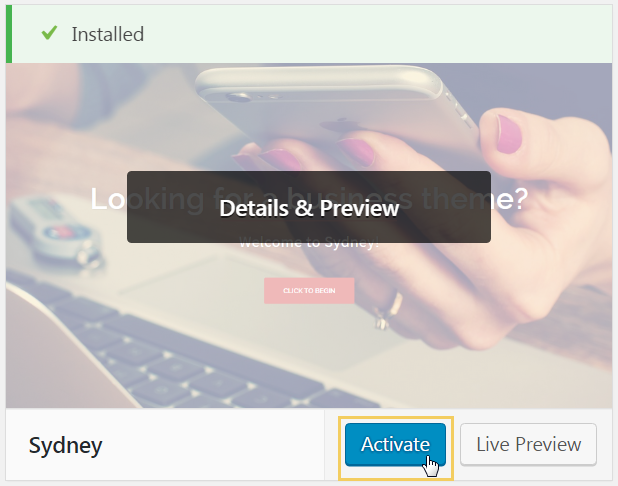 Installed
Looking for a business theme?
Details & Preview
Welcome to Sydney!
CLICK TO BEGIN
Sydney
Activate
Live Preview